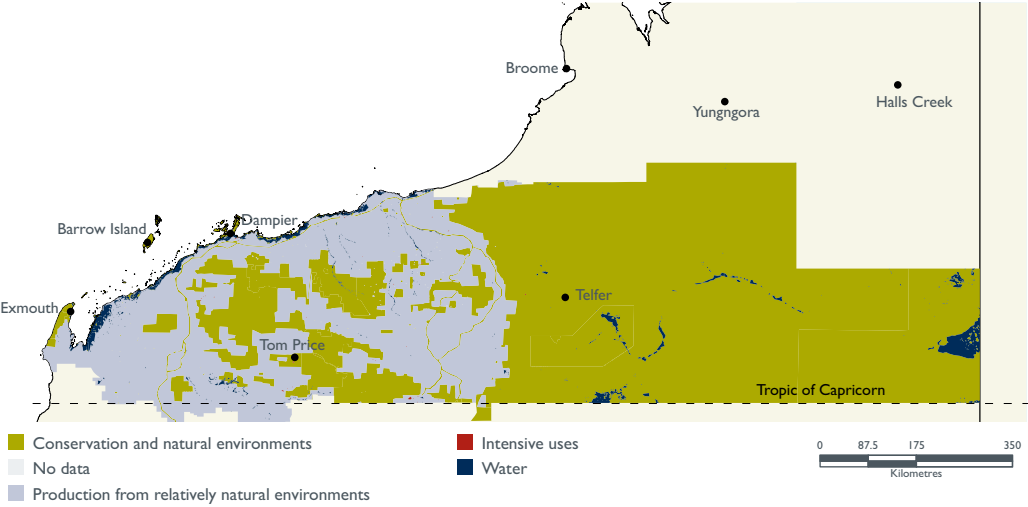 Broome
Yungngora
Halls Creek
Barrow Island
Dampier
Exmouth
Telfer
Tom Price
Tropic of Capricorn
Conservation and natural environments
No data
Production from relatively natural environments
Intensive uses
Water
0 87.5 175 350
Kilometres